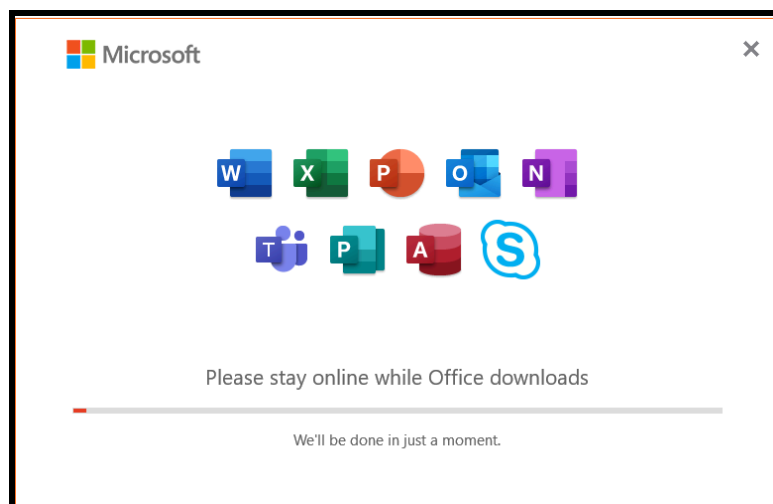 Microsoft
W X P O N
T P A S
Please stay online while Office downloads
We'll be done in just a moment.